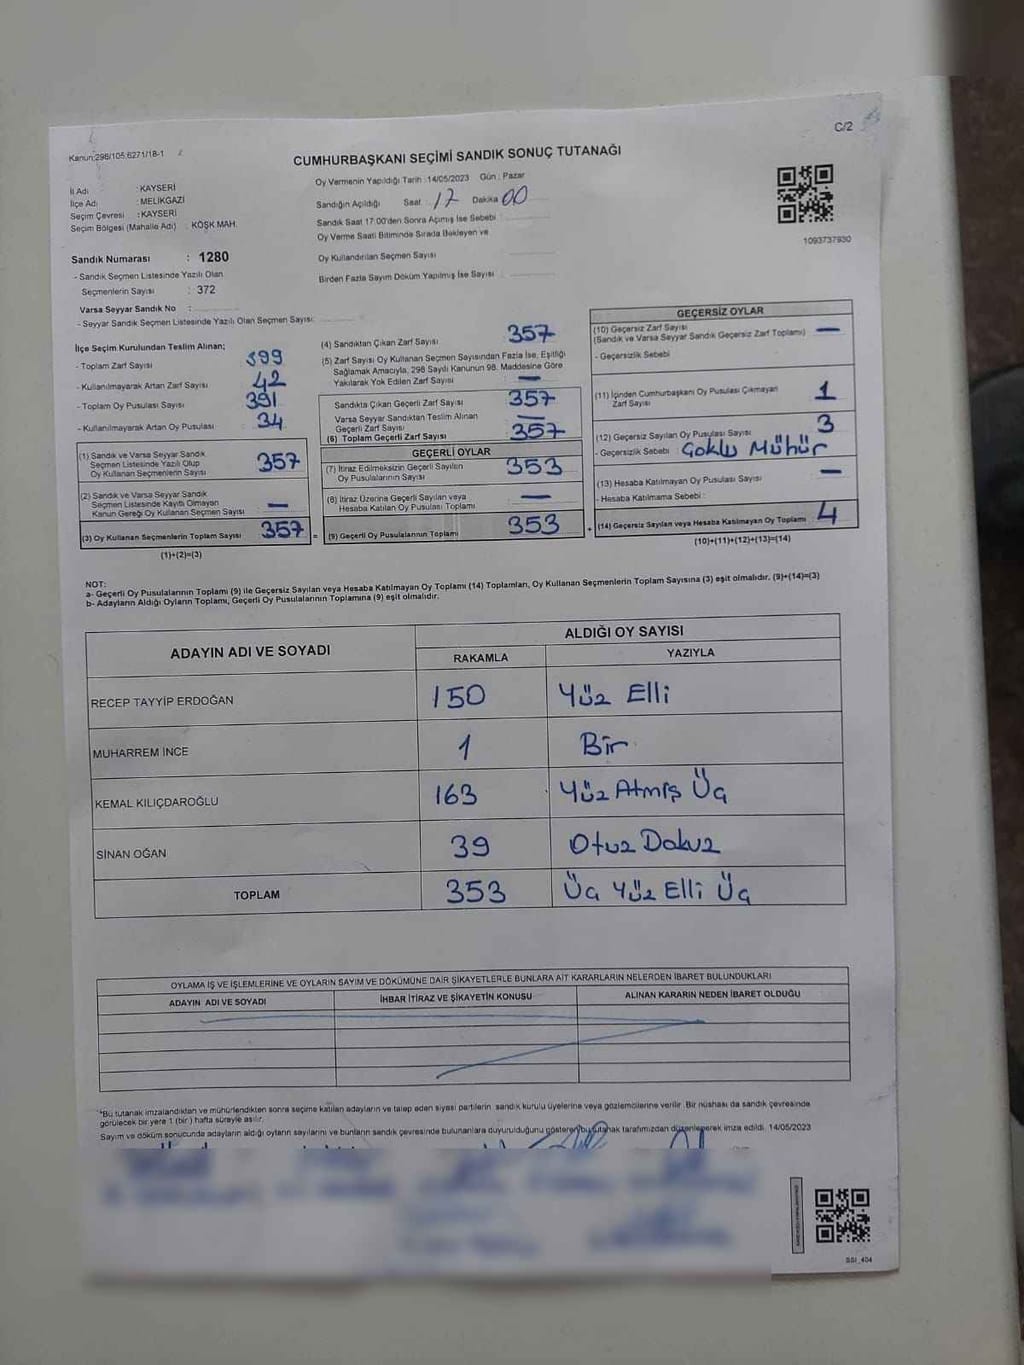 C/2
Kanun:298/105,6271/18-1
CUMHURBAŞKANI SEÇİMİ SANDIK SONUÇ TUTANAĞI
İl Adı : KAYSERİ
İlçe Adı : MELİKGAZİ
Seçim Çevresi : KAYSERİ
Seçim Bölgesi (Mahalle Adı) : KÖŞK MAH.
Oy Vermenin Yapıldığı Tarih : 14/05/2023 Gün : Pazar
Sandığın Açıldığı Saat 17 Dakika 00
Sandık Saat 17:00'den Sonra Açılmış İse Sebebi
Oy Verme Saati Bitiminde Sırada Bekleyen ve
Oy Kullandırılan Seçmen Sayısı
Birden Fazla Sayım Döküm Yapılmış İse Sayısı
1093737930
Sandık Numarası : 1280
- Sandık Seçmen Listesinde Yazılı Olan
Seçmenlerin Sayısı : 372
Varsa Seyyar Sandık No :
- Seyyar Sandık Seçmen Listesinde Yazılı Olan Seçmen Sayısı:
İlçe Seçim Kurulundan Teslim Alınan;
- Toplam Zarf Sayısı 399
- Kullanılmayarak Artan Zarf Sayısı 42
- Toplam Oy Pusulası Sayısı 391
- Kullanılmayarak Artan Oy Pusulası 34
(1) Sandık ve Varsa Seyyar Sandık
Seçmen Listesinde Yazılı Olup
Oy Kullanan Seçmenlerin Sayısı 357
(2) Sandık ve Varsa Seyyar Sandık
Seçmen Listesinde Kayıtlı Olmayan
Kanun Gereği Oy Kullanan Seçmen Sayısı —
(3) Oy Kullanan Seçmenlerin Toplam Sayısı 357
(1)+(2)=(3)
(4) Sandıktan Çıkan Zarf Sayısı 357
(5) Zarf Sayısı Oy Kullanan Seçmen Sayısından Fazla İse, Eşitliği
Sağlamak Amacıyla, 298 Sayılı Kanunun 98. Maddesine Göre
Yakılarak Yok Edilen Zarf Sayısı —
Sandıkta Çıkan Geçerli Zarf Sayısı 357
Varsa Seyyar Sandıktan Teslim Alınan
Geçerli Zarf Sayısı —
(6) Toplam Geçerli Zarf Sayısı 357
GEÇERLİ OYLAR
(7) İtiraz Edilmeksizin Geçerli Sayılan
Oy Pusulalarının Sayısı 353
(8) İtiraz Üzerine Geçerli Sayılan veya
Hesaba Katılan Oy Pusulası Toplamı —
= (9) Geçerli Oy Pusulalarının Toplamı 353
GEÇERSİZ OYLAR
(10) Geçersiz Zarf Sayısı
(Sandık ve Varsa Seyyar Sandık Geçersiz Zarf Toplamı) —
- Geçersizlik Sebebi
(11) İçinden Cumhurbaşkanı Oy Pusulası Çıkmayan
Zarf Sayısı 1
(12) Geçersiz Sayılan Oy Pusulası Sayısı 3
- Geçersizlik Sebebi : Çoklu Mühür
(13) Hesaba Katılmayan Oy Pusulası Sayısı —
- Hesaba Katılmama Sebebi :
+ (14) Geçersiz Sayılan veya Hesaba Katılmayan Oy Toplamı 4
(10)+(11)+(12)+(13)=(14)
NOT:
a- Geçerli Oy Pusulalarının Toplamı (9) ile Geçersiz Sayılan veya Hesaba Katılmayan Oy Toplamı (14) Toplamları, Oy Kullanan Seçmenlerin Toplam Sayısına (3) eşit olmalıdır. (9)+(14)=(3)
b- Adayların Aldığı Oyların Toplamı, Geçerli Oy Pusulalarının Toplamına (9) eşit olmalıdır.
ADAYIN ADI VE SOYADI ALDIĞI OY SAYISI
RAKAMLA YAZIYLA
RECEP TAYYİP ERDOĞAN 150 Yüz Elli
MUHARREM İNCE 1 Bir
KEMAL KILIÇDAROĞLU 163 Yüz Atmış Üç
SİNAN OĞAN 39 Otuz Dokuz
TOPLAM 353 Üç Yüz Elli Üç
OYLAMA İŞ VE İŞLEMLERİNE VE OYLARIN SAYIM VE DÖKÜMÜNE DAİR ŞİKAYETLERLE BUNLARA AİT KARARLARIN NELERDEN İBARET BULUNDUKLARI
ADAYIN ADI VE SOYADI İHBAR İTİRAZ VE ŞİKAYETİN KONUSU ALINAN KARARIN NEDEN İBARET OLDUĞU
*Bu tutanak imzalandıktan ve mühürlendikten sonra seçime katılan adayların ve talep eden siyasi partilerin sandık kurulu üyelerine veya gözlemcilerine verilir. Bir nüshası da sandık çevresinde
görülecek bir yere 1 (bir) hafta süreyle asılır.
Sayım ve döküm sonucunda adayların aldığı oyların sayılarını ve bunların sandık çevresinde bulunanlara duyurulduğunu gösteren bu tutanak tarafımızdan düzenlenerek imza edildi. 14/05/2023
SSI_404